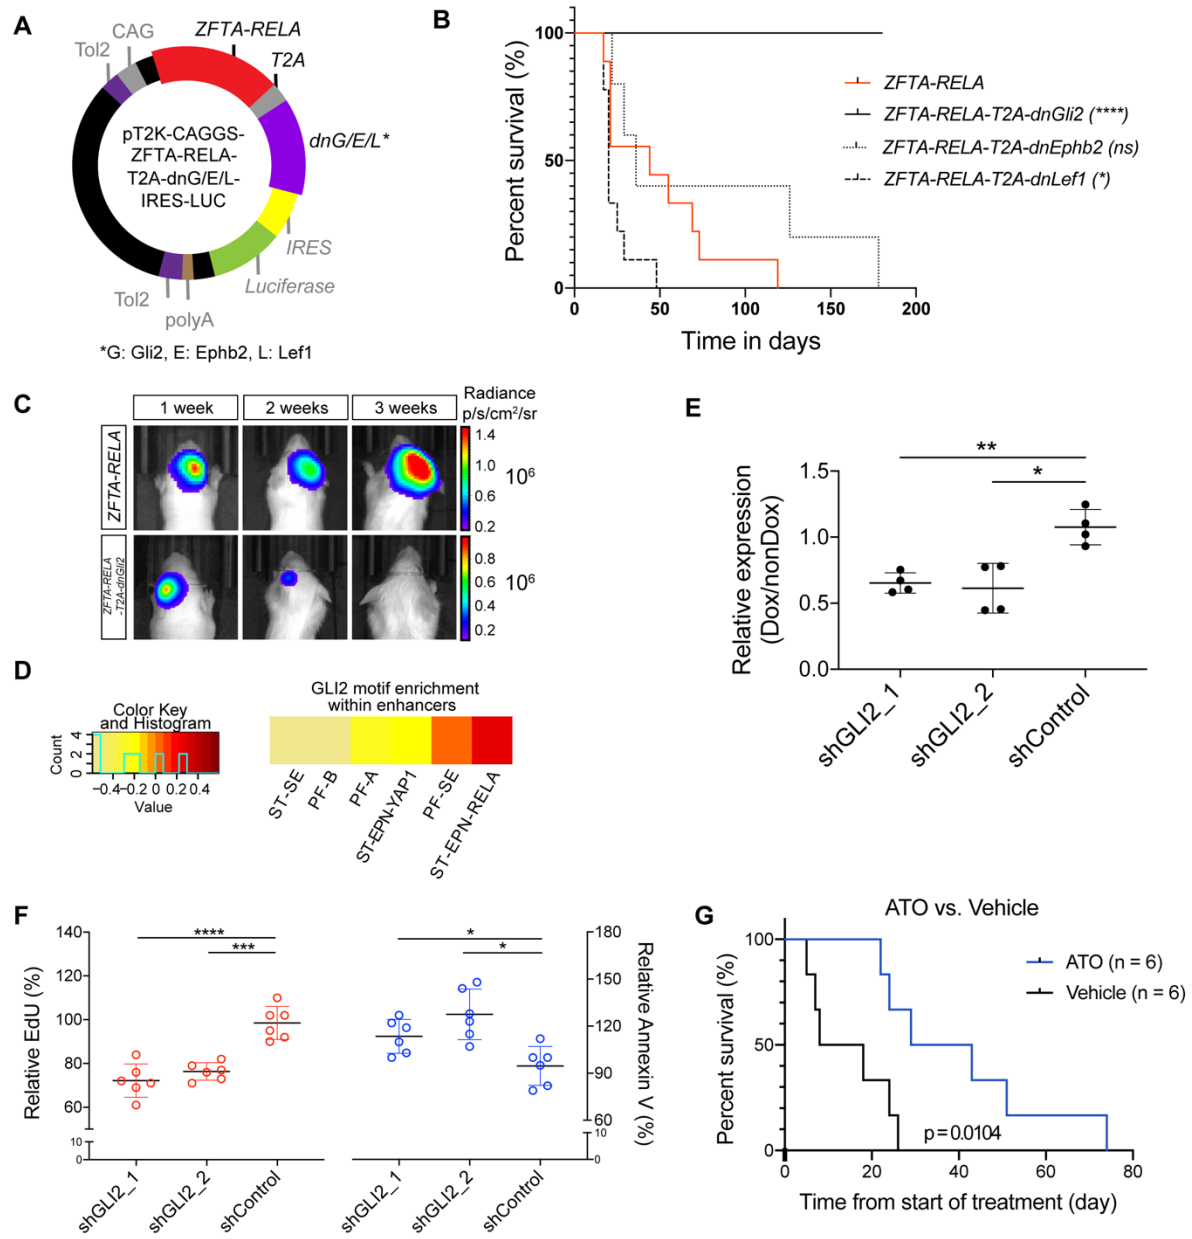 A
CAG
ZFTA-RELA
Tol2
T2A
pT2K-CAGGS-
ZFTA-RELA-
T2A-dnG/E/L-
IRES-LUC
dnG/E/L*
IRES
Luciferase
Tol2
polyA
*G: Gli2, E: Ephb2, L: Lef1
B
Percent survival (%)
100
50
0
0 50 100 150 200
Time in days
ZFTA-RELA
ZFTA-RELA-T2A-dnGli2 (****)
ZFTA-RELA-T2A-dnEphb2 (ns)
ZFTA-RELA-T2A-dnLef1 (*)
C
1 week 2 weeks 3 weeks
Radiance
p/s/cm²/sr
ZFTA-RELA
1.4
1.0
0.6
0.2
10⁶
ZFTA-RELA
-T2A-dnGli2
0.8
0.6
0.4
0.2
10⁶
D
Color Key
and Histogram
Count
4
2
0
−0.4 −0.2 0 0.2 0.4
Value
GLI2 motif enrichment
within enhancers
ST-SE
PF-B
PF-A
ST-EPN-YAP1
PF-SE
ST-EPN-RELA
E
Relative expression
(Dox/nonDox)
1.5
1.0
0.5
0.0
**
*
shGLI2_1
shGLI2_2
shControl
F
Relative EdU (%)
140
120
100
80
60
10
0
****
***
shGLI2_1
shGLI2_2
shControl
*
*
180
150
120
90
60
10
0
Relative Annexin V (%)
shGLI2_1
shGLI2_2
shControl
G
ATO vs. Vehicle
Percent survival (%)
100
50
0
ATO (n = 6)
Vehicle (n = 6)
p = 0.0104
0 20 40 60 80
Time from start of treatment (day)